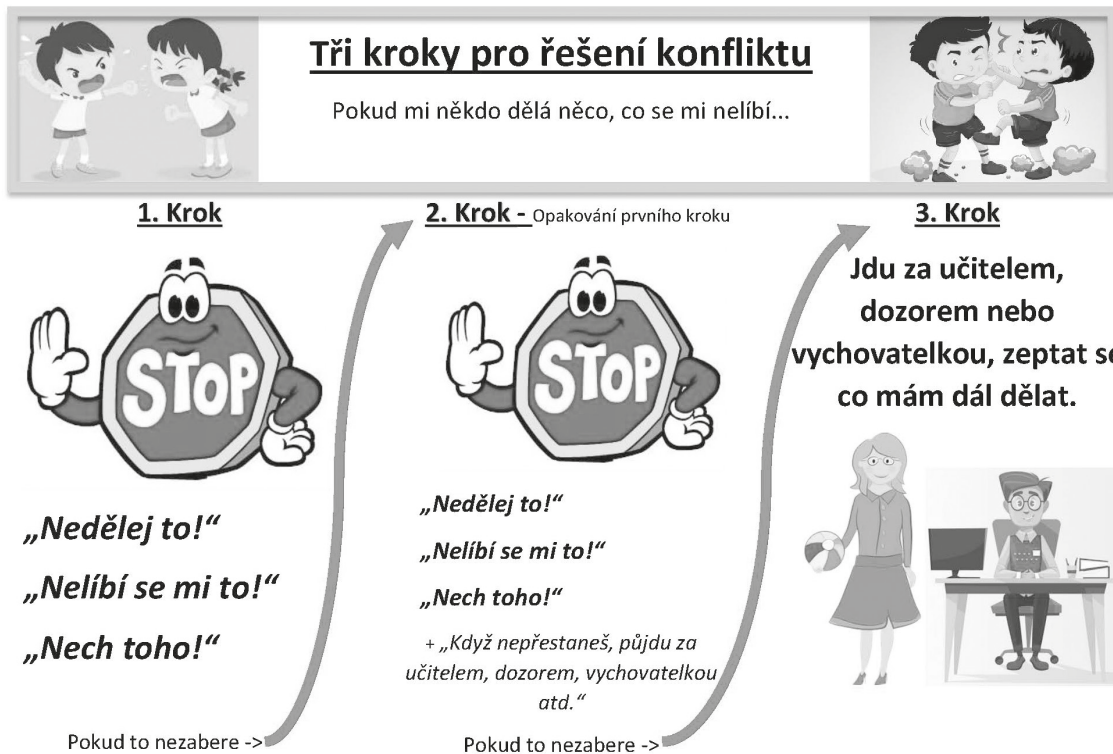 Tři kroky pro řešení konfliktu
Pokud mi někdo dělá něco, co se mi nelíbí...
1. Krok
STOP
„Nedělej to!“
„Nelíbí se mi to!“
„Nech toho!“
Pokud to nezabere ->
2. Krok - Opakování prvního kroku
STOP
„Nedělej to!“
„Nelíbí se mi to!“
„Nech toho!“
+ „Když nepřestaneš, půjdu za
učitelem, dozorem, vychovatelkou
atd.“
Pokud to nezabere ->
3. Krok
Jdu za učitelem,
dozorem nebo
vychovatelkou, zeptat se
co mám dál dělat.